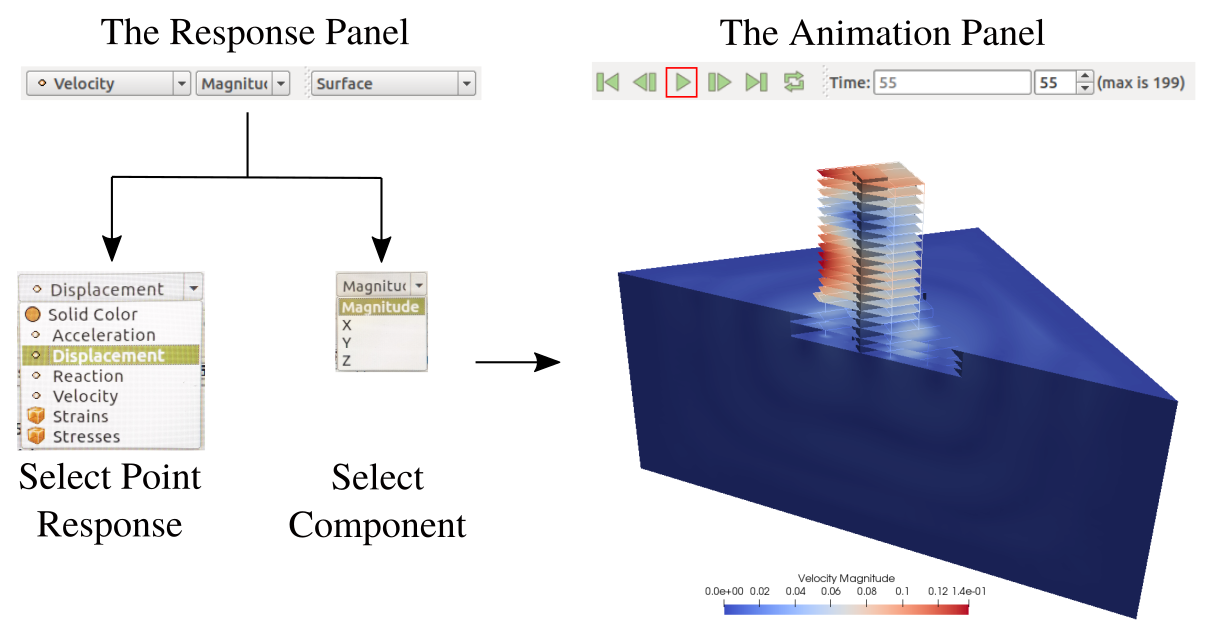 The Response Panel
Velocity Magnitud Surface
Displacement
Solid Color
Acceleration
Displacement
Reaction
Velocity
Strains
Stresses
Select Point
Response
Magnituc
Magnitude
X
Y
Z
Select
Component
The Animation Panel
Time: 55 55 (max is 199)
Velocity Magnitude
0.0e+00 0.02 0.04 0.06 0.08 0.1 0.12 1.4e-01